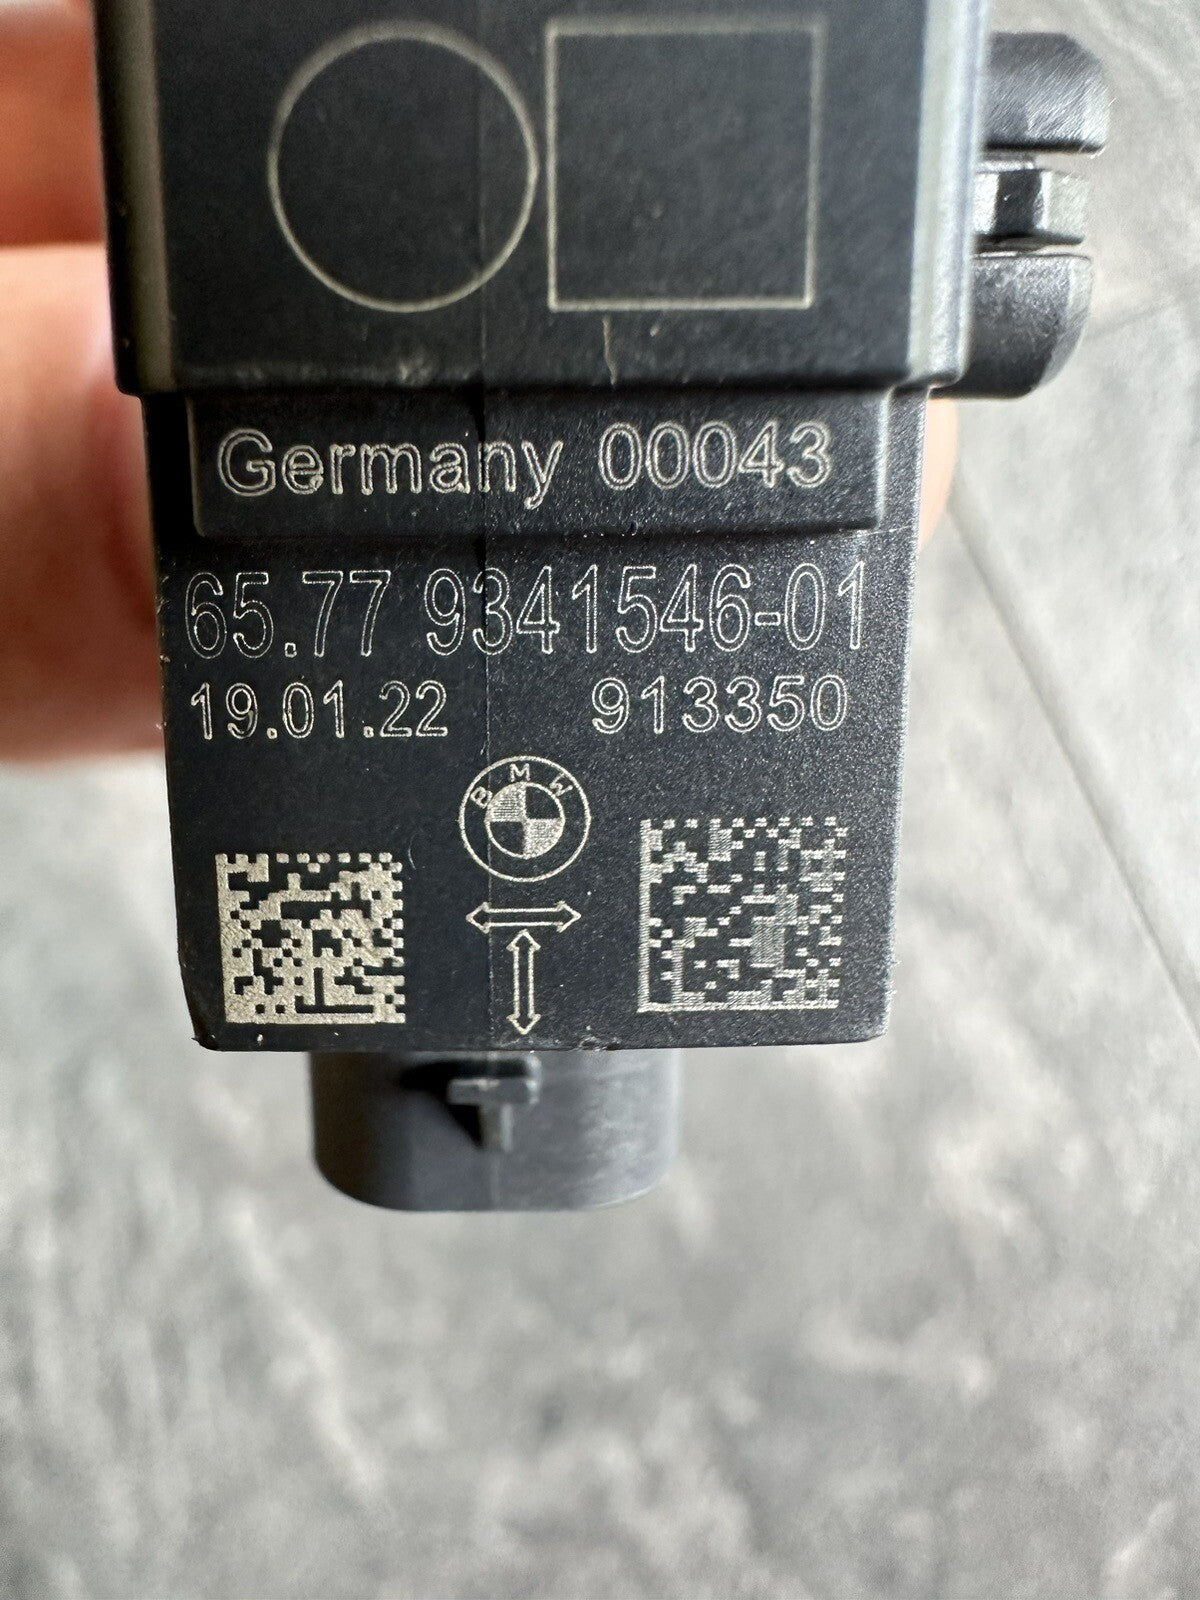 Germany 00043
65.77 9341546-01
19.01.22 913350
BMW